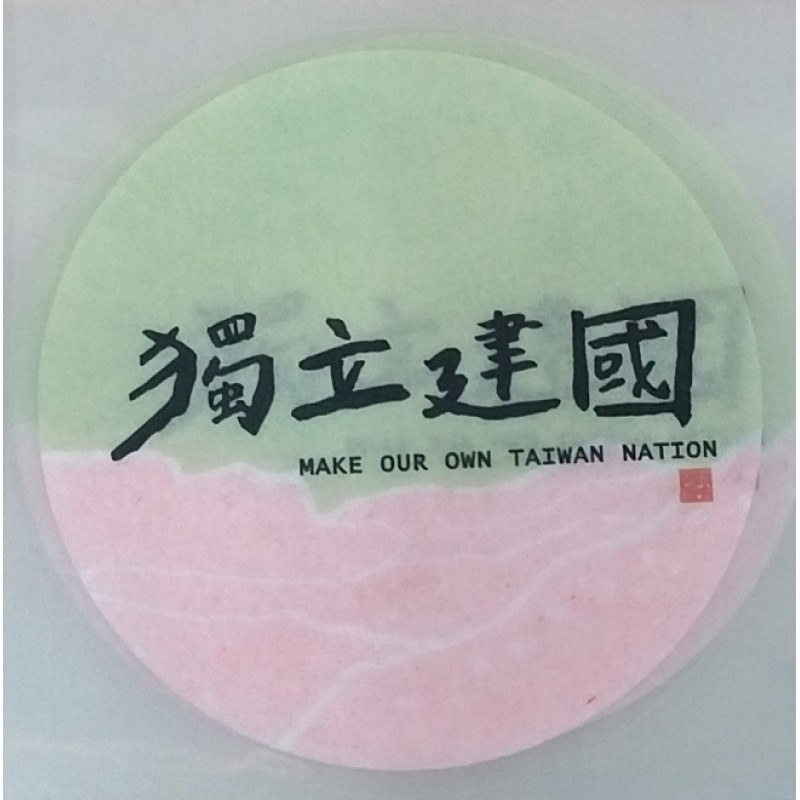 獨立建國
MAKE OUR OWN TAIWAN NATION